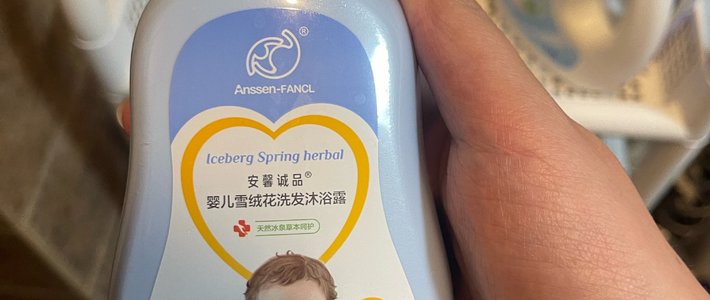 ®
Anssen-FANCL
Iceberg Spring herbal
安馨诚品®
婴儿雪绒花洗发沐浴露
天然冰泉草本呵护